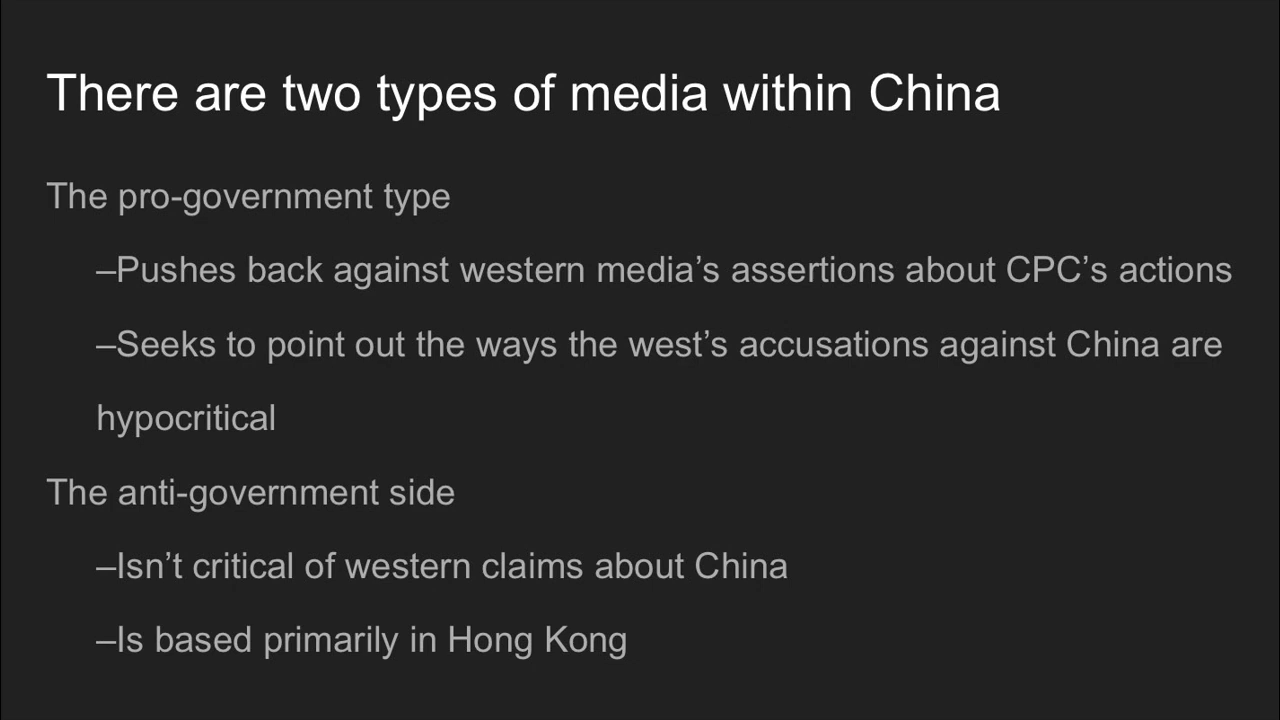 There are two types of media within China
The pro-government type
–Pushes back against western media’s assertions about CPC’s actions
–Seeks to point out the ways the west’s accusations against China are
hypocritical
The anti-government side
–Isn’t critical of western claims about China
–Is based primarily in Hong Kong